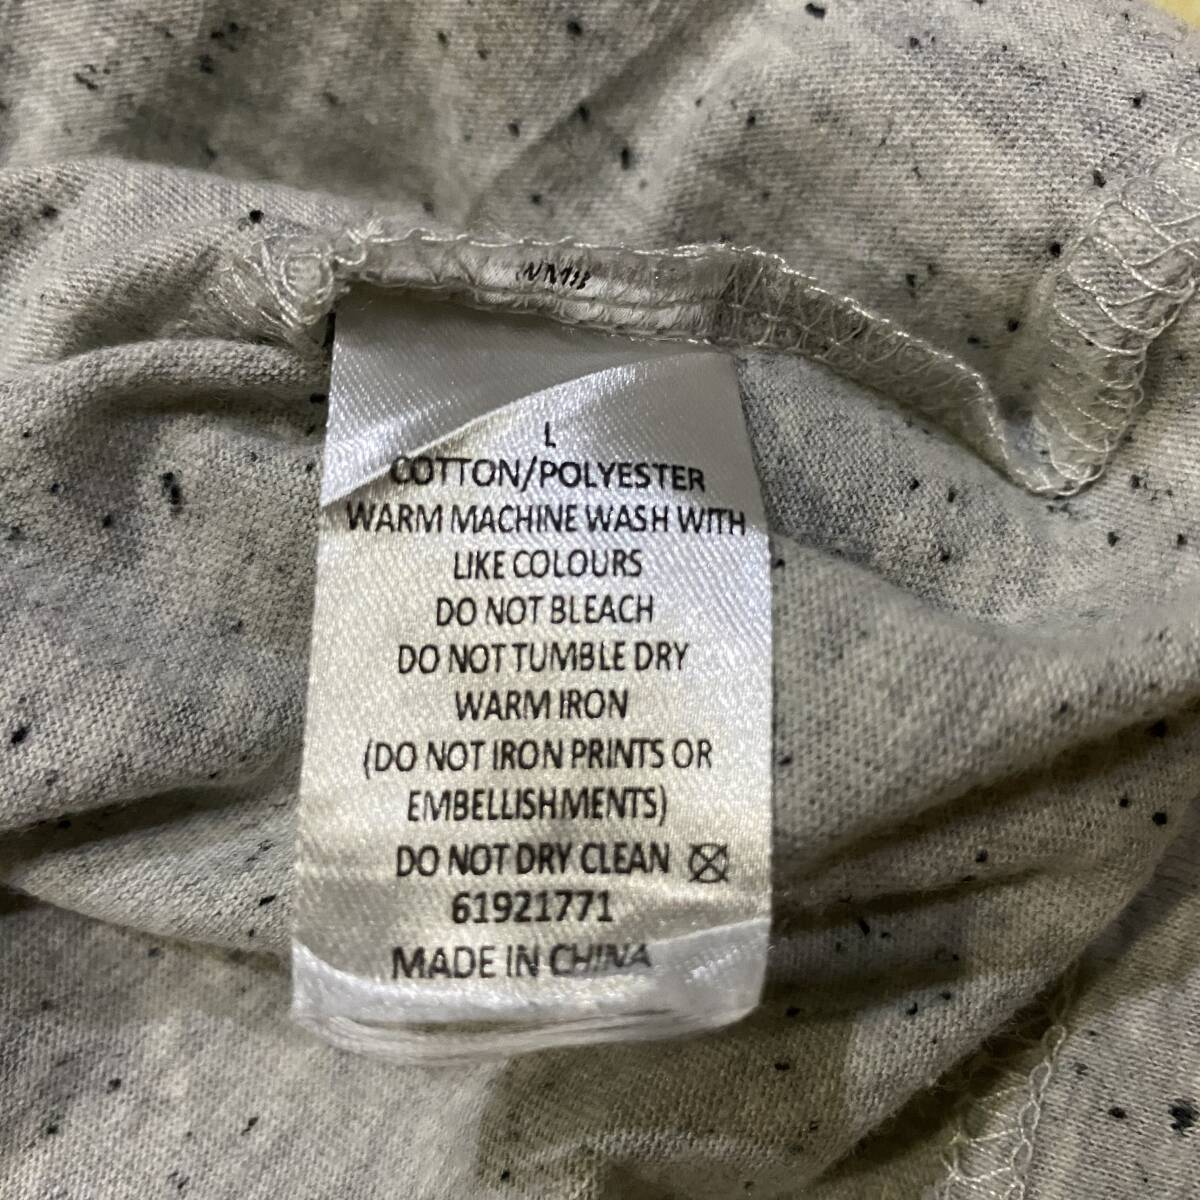 L
COTTON/POLYESTER
WARM MACHINE WASH WITH
LIKE COLOURS
DO NOT BLEACH
DO NOT TUMBLE DRY
WARM IRON
(DO NOT IRON PRINTS OR
EMBELLISHMENTS)
DO NOT DRY CLEAN
61921771
MADE IN CHINA